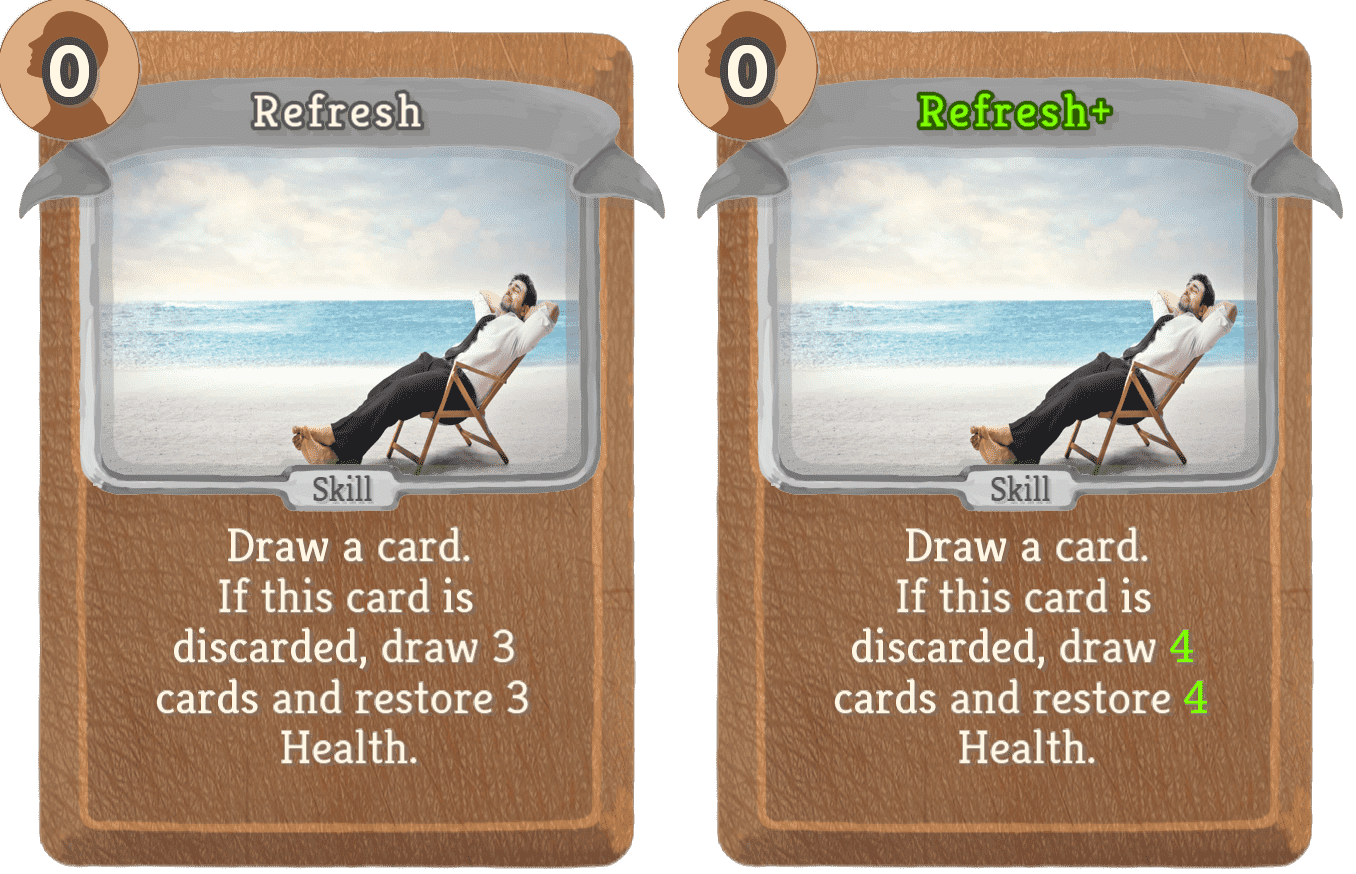 0
Refresh
Skill
Draw a card.
If this card is
discarded, draw 3
cards and restore 3
Health.
0
Refresh+
Skill
Draw a card.
If this card is
discarded, draw 4
cards and restore 4
Health.